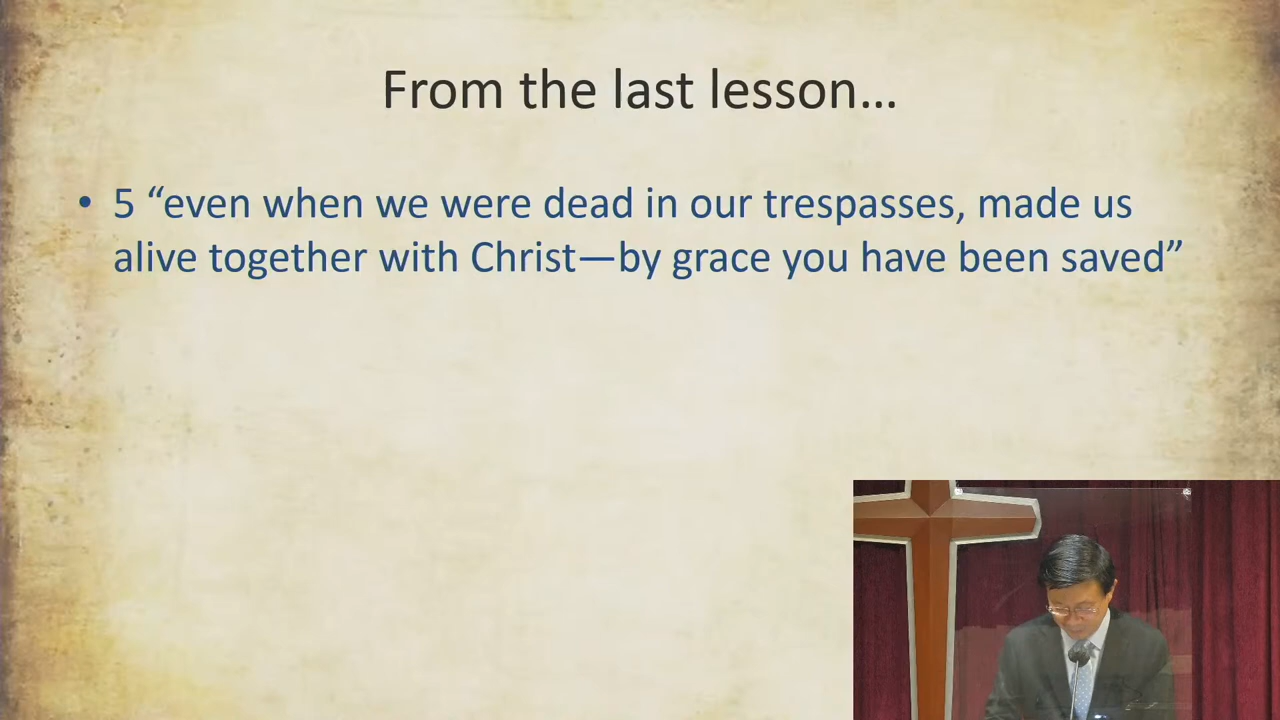 From the last lesson…
• 5 “even when we were dead in our trespasses, made us
alive together with Christ—by grace you have been saved”